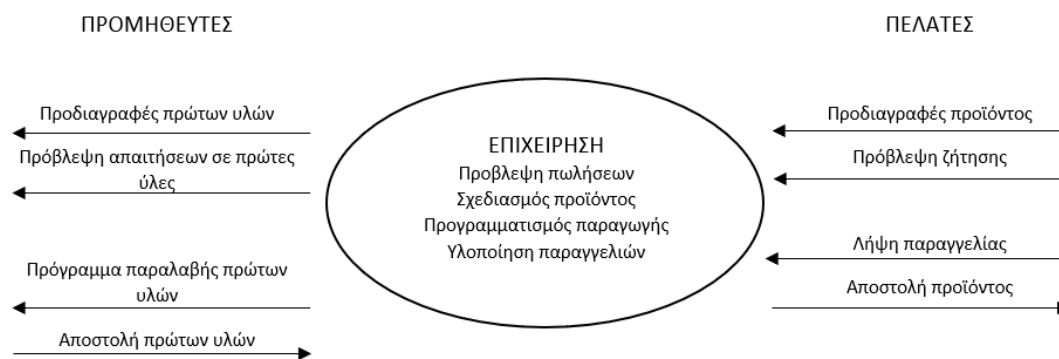 ΠΡΟΜΗΘΕΥΤΕΣ
Προδιαγραφές πρώτων υλών
Πρόβλεψη απαιτήσεων σε πρώτες
ύλες
Πρόγραμμα παραλαβής πρώτων
υλών
Αποστολή πρώτων υλών
ΕΠΙΧΕΙΡΗΣΗ
Προβλεψη πωλήσεων
Σχεδιασμός προϊόντος
Προγραμματισμός παραγωγής
Υλοποίηση παραγγελιών
ΠΕΛΑΤΕΣ
Προδιαγραφές προϊόντος
Πρόβλεψη ζήτησης
Λήψη παραγγελίας
Αποστολή προϊόντος